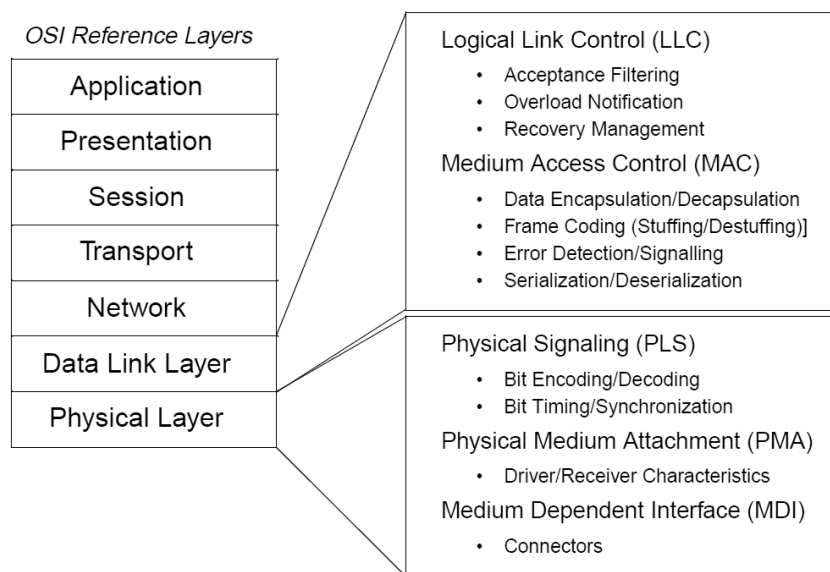 OSI Reference Layers
Application
Presentation
Session
Transport
Network
Data Link Layer
Physical Layer
Logical Link Control (LLC)
• Acceptance Filtering
• Overload Notification
• Recovery Management
Medium Access Control (MAC)
• Data Encapsulation/Decapsulation
• Frame Coding (Stuffing/Destuffing)]
• Error Detection/Signalling
• Serialization/Deserialization
Physical Signaling (PLS)
• Bit Encoding/Decoding
• Bit Timing/Synchronization
Physical Medium Attachment (PMA)
• Driver/Receiver Characteristics
Medium Dependent Interface (MDI)
• Connectors